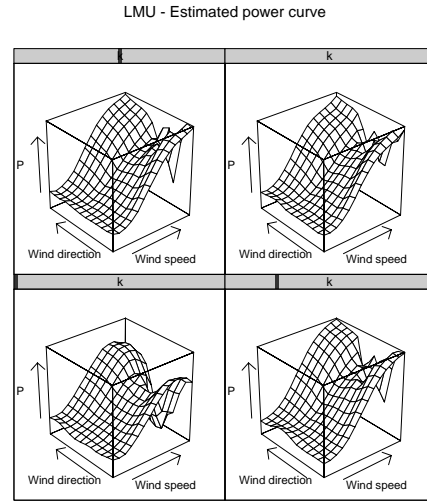 LMU - Estimated power curve
k
k
P
Wind direction
Wind speed
P
Wind direction
Wind speed
k
k
P
Wind direction
Wind speed
P
Wind direction
Wind speed